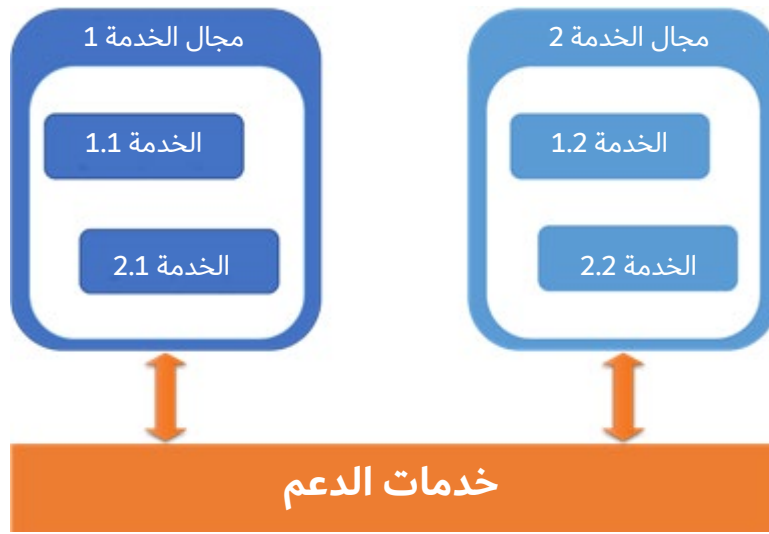 مجال الخدمة 1
الخدمة 1.1
الخدمة 2.1
مجال الخدمة 2
الخدمة 1.2
الخدمة 2.2
خدمات الدعم